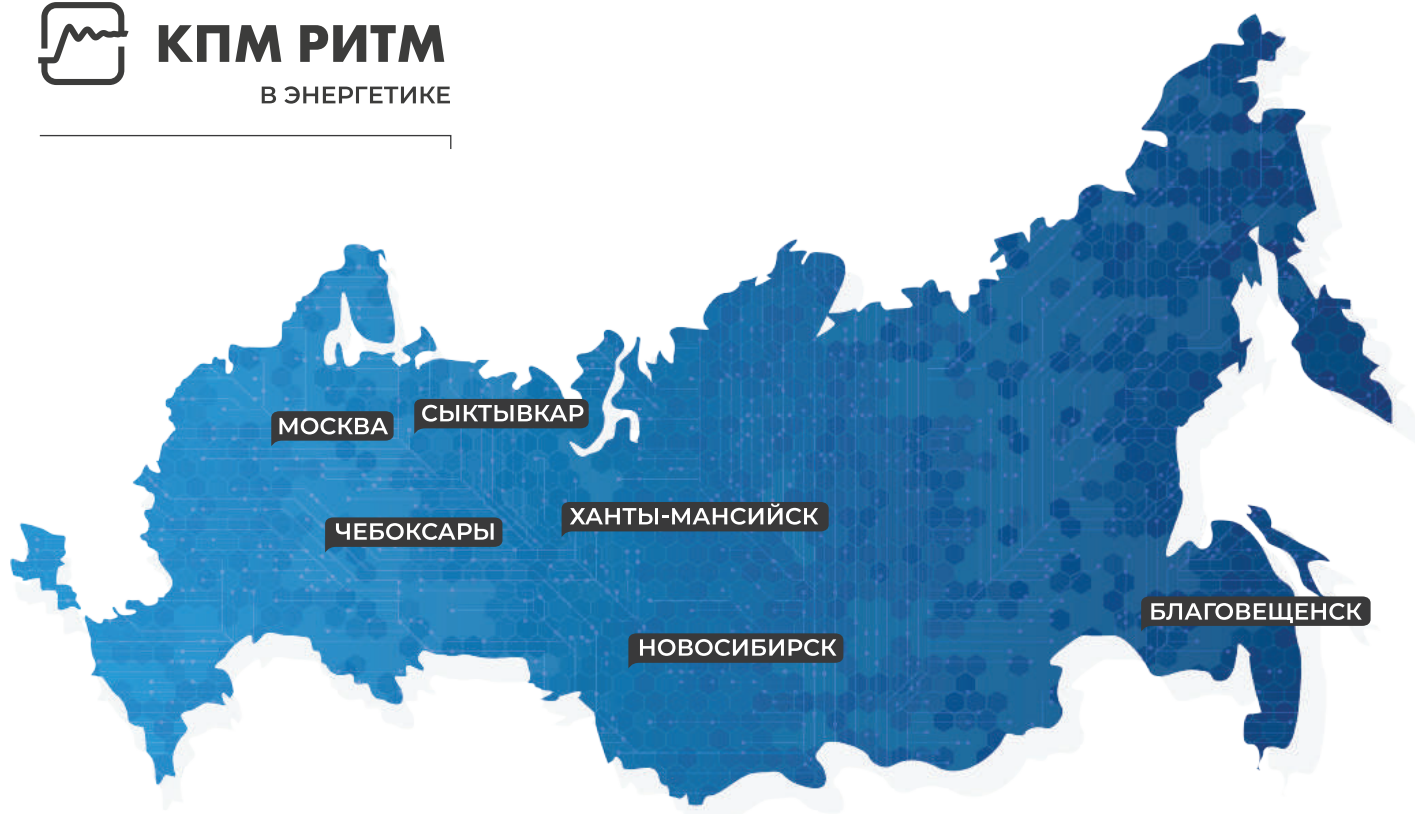 КПМ РИТМ
В ЭНЕРГЕТИКЕ
МОСКВА
СЫКТЫВКАР
ЧЕБОКСАРЫ
ХАНТЫ-МАНСИЙСК
НОВОСИБИРСК
БЛАГОВЕЩЕНСК